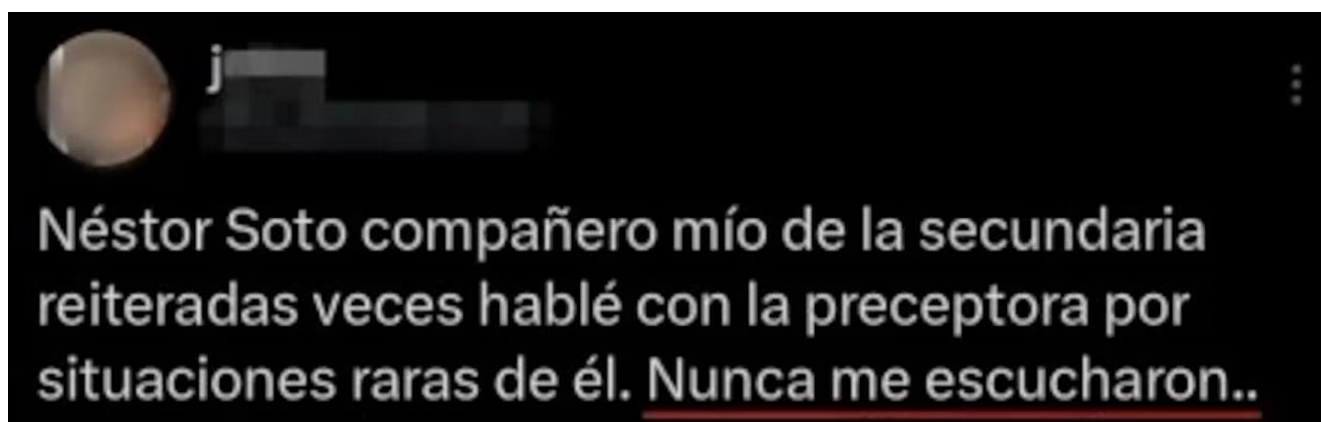 j
Néstor Soto compañero mío de la secundaria
reiteradas veces hablé con la preceptora por
situaciones raras de él. Nunca me escucharon..